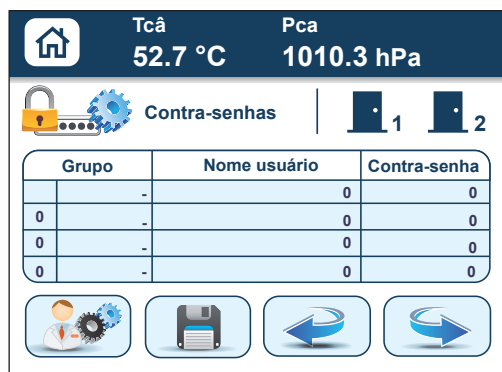 Tcâ Pca
52.7 °C 1010.3 hPa
Contra-senhas 1 2
Grupo Nome usuário Contra-senha
- 0 0
0 - 0 0
0 - 0 0
0 - 0 0